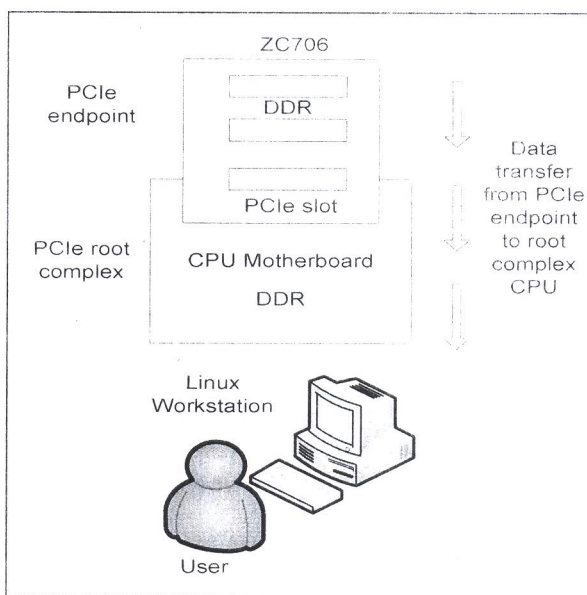 ZC706
PCIe
endpoint
DDR
PCIe slot
PCIe root
complex
CPU Motherboard
DDR
Data
transfer
from PCIe
endpoint
to root
complex
CPU
Linux
Workstation
User